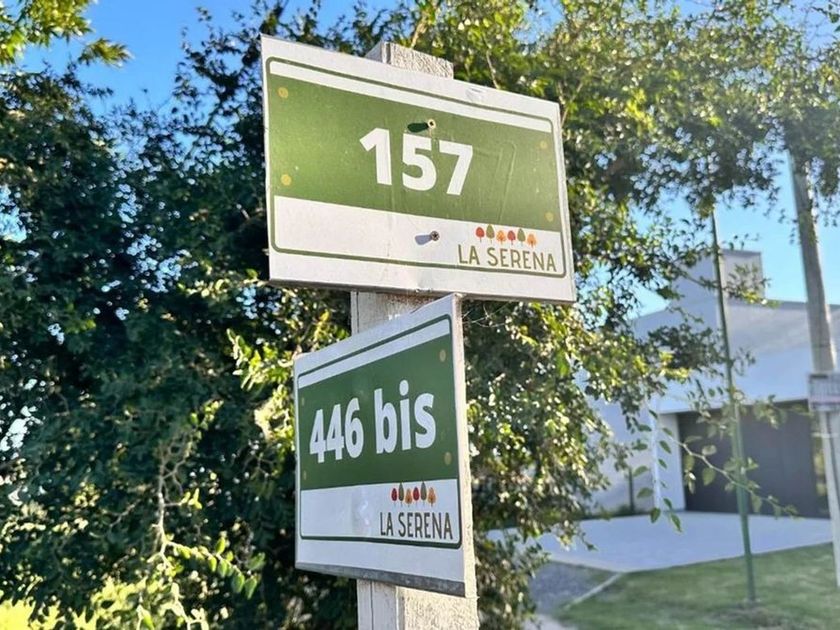 157
LA SERENA
446 bis
LA SERENA